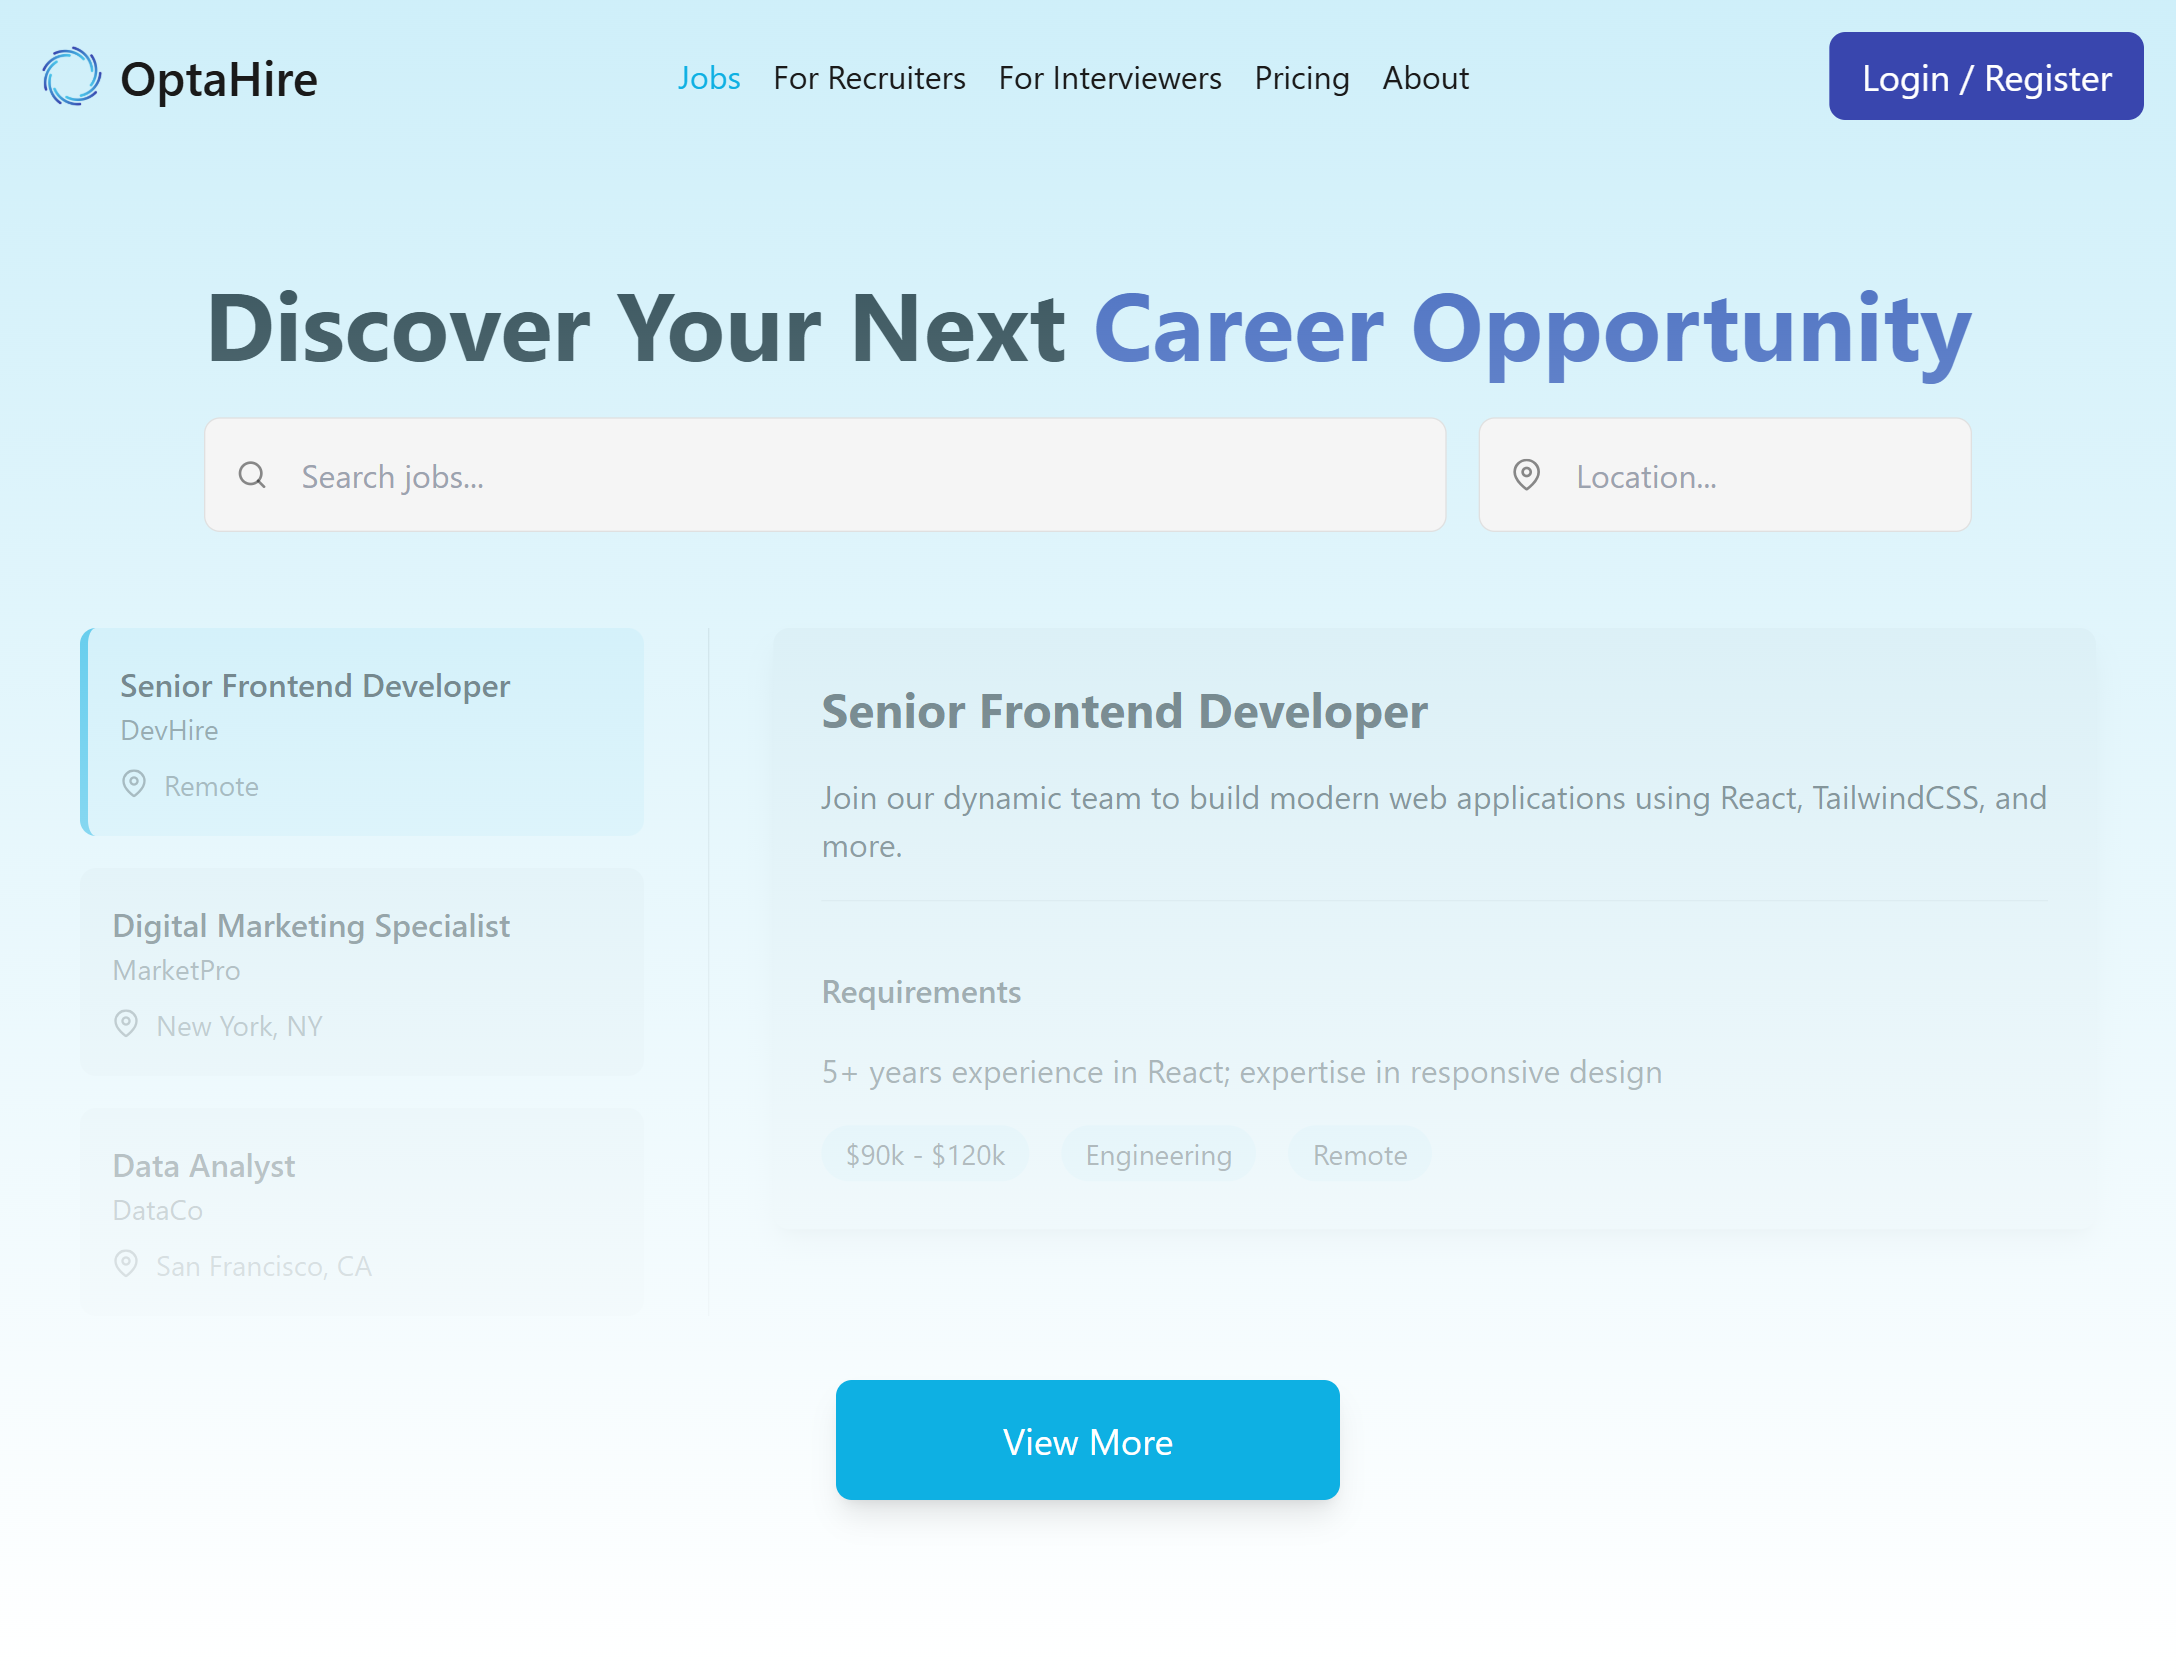 OptaHire
Jobs
For Recruiters
For Interviewers
Pricing
About
Login / Register
Discover Your Next Career Opportunity
Search jobs...
Location...
Senior Frontend Developer
DevHire
Remote
Digital Marketing Specialist
MarketPro
New York, NY
Data Analyst
DataCo
San Francisco, CA
Senior Frontend Developer
Join our dynamic team to build modern web applications using React, TailwindCSS, and
more.
Requirements
5+ years experience in React; expertise in responsive design
$90k - $120k
Engineering
Remote
View More